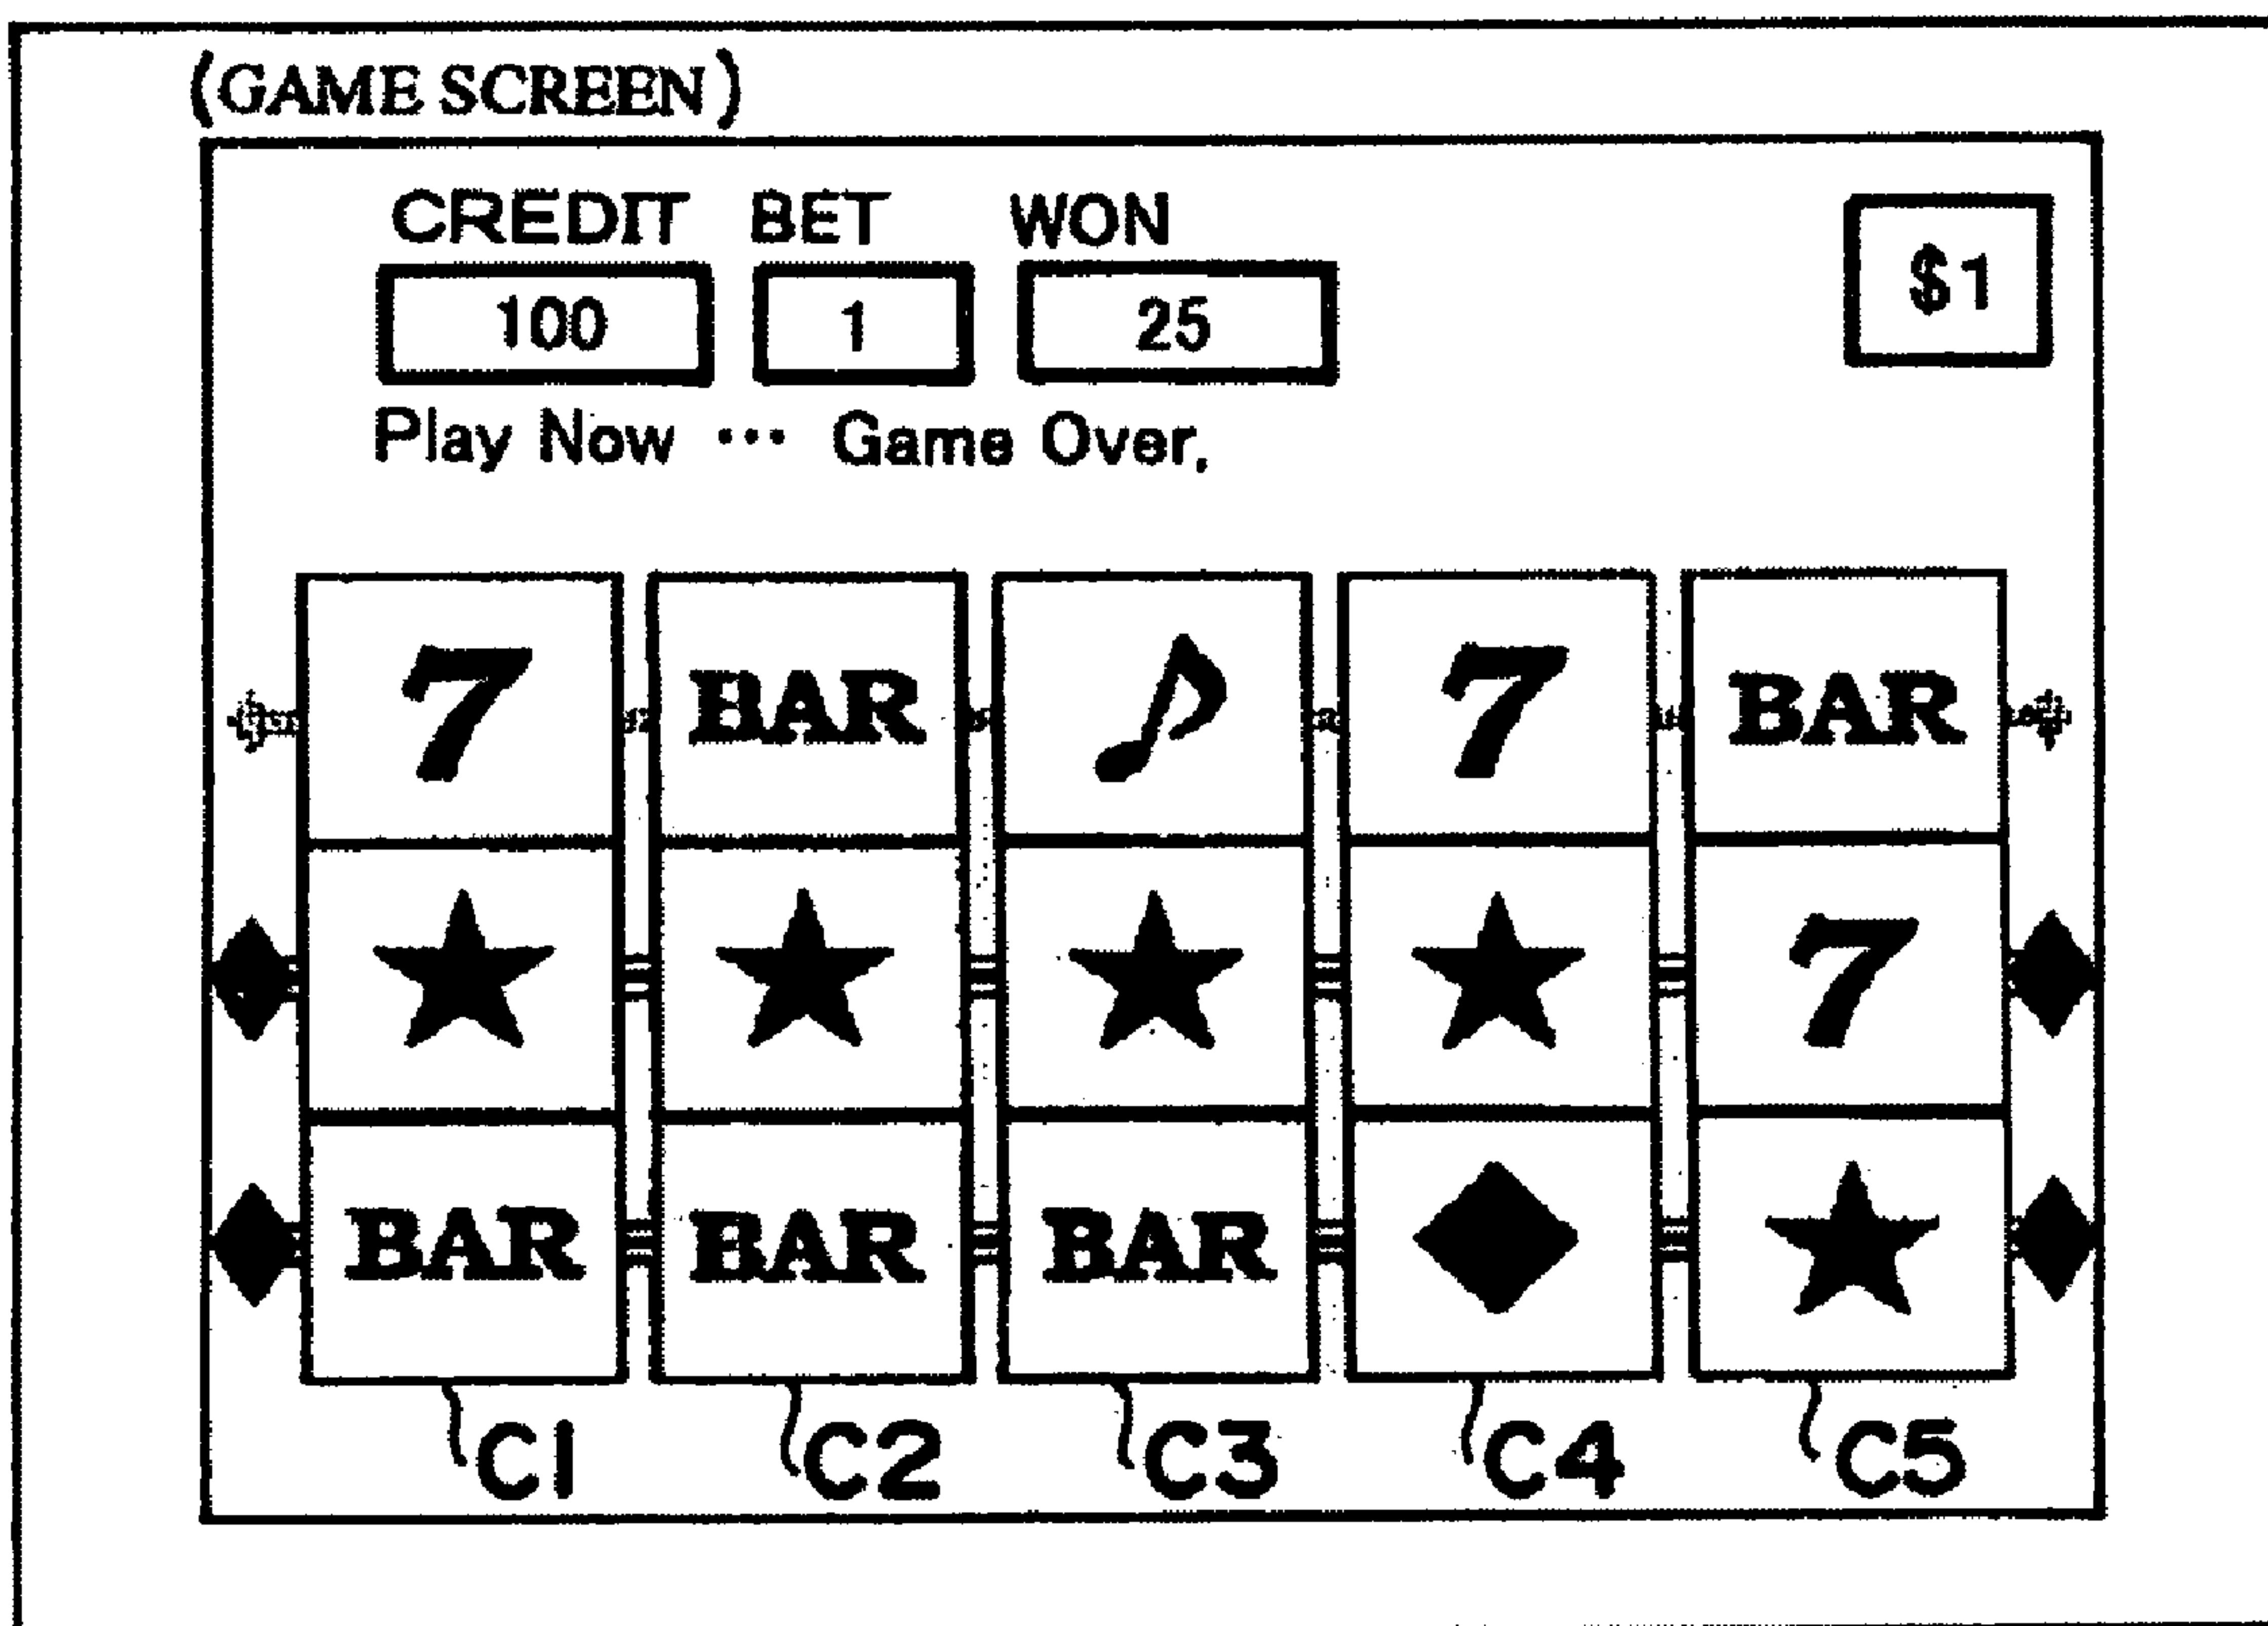 (GAME SCREEN)
CREDIT BET WON
$1
100 1 25
Play Now ··· Game Over.
7 BAR 7 BAR
7
BAR BAR BAR
C1 C2 C3 C4 C5